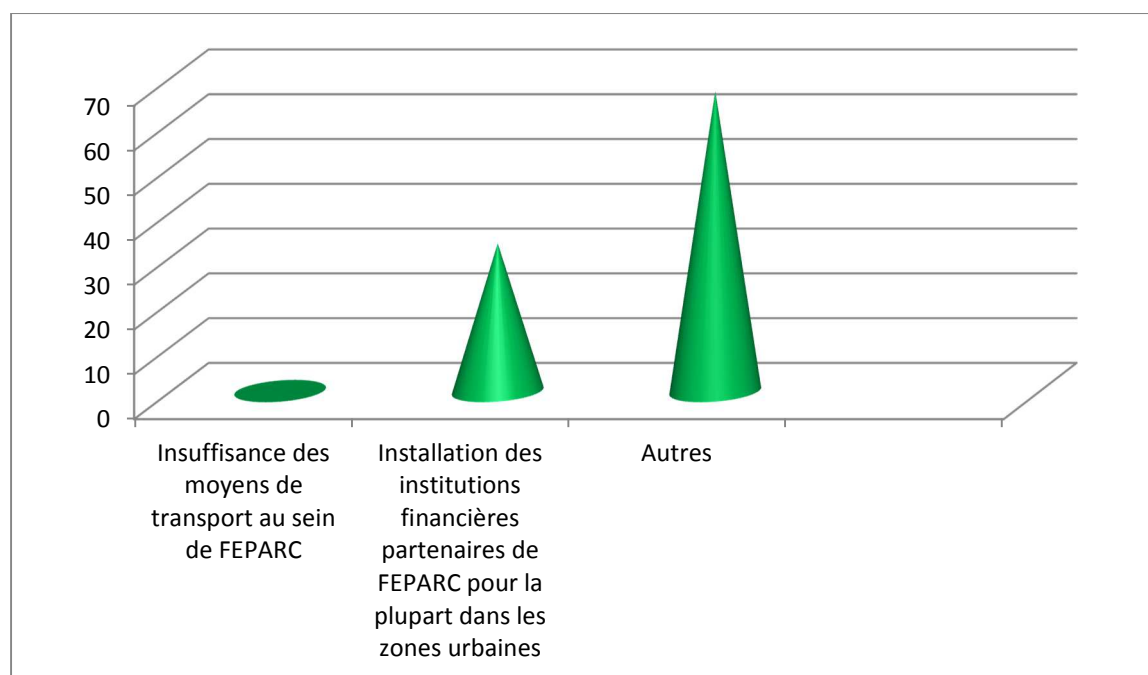 70
60
50
40
30
20
10
0
Insuffisance des
moyens de
transport au sein
de FEPARC
Installation des
institutions
financières
partenaires de
FEPARC pour la
plupart dans les
zones urbaines
Autres